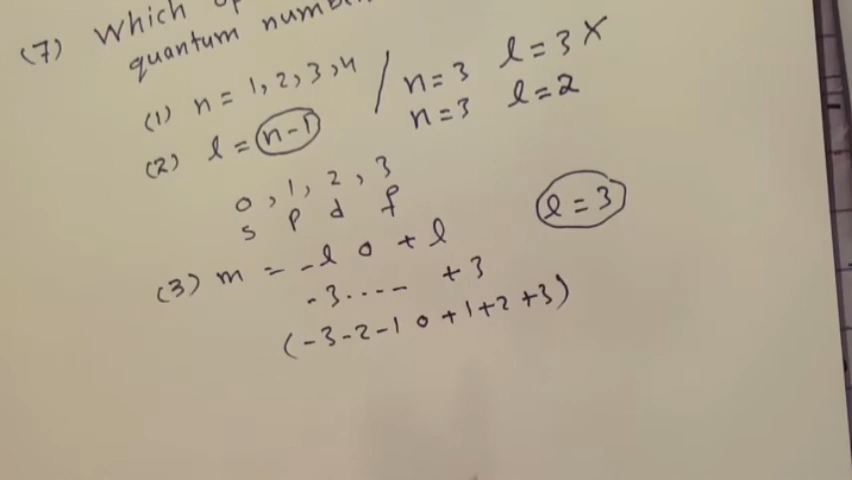 (7) Which
quantum num
(1) n = 1, 2, 3, 4 / n = 3 l = 3 X
n = 3 l = 2
(2) l = n-1
0, 1, 2, 3
s p d f
l = 3
(3) m = -l 0 + l
-3 ---- +3
(-3 -2 -1 0 +1 +2 +3)